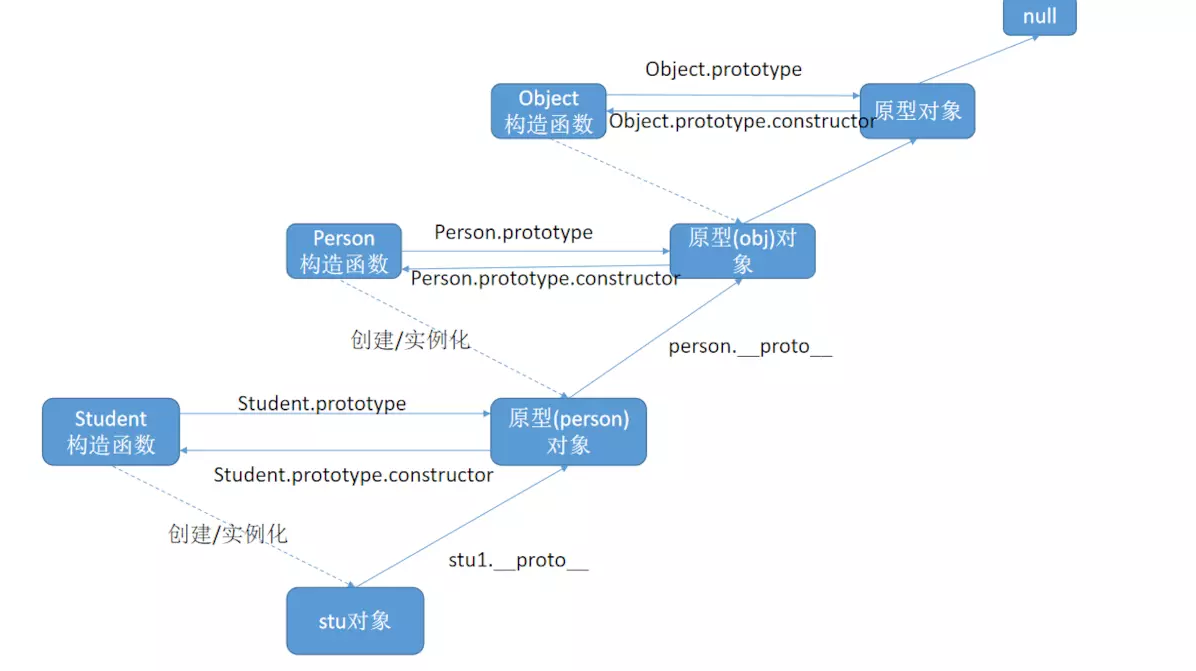 null
Object.prototype
Object
构造函数
原型对象
Object.prototype.constructor
Person.prototype
Person
构造函数
原型(obj)对
象
Person.prototype.constructor
创建/实例化
person.__proto__
Student.prototype
Student
构造函数
原型(person)
对象
Student.prototype.constructor
创建/实例化
stu1.__proto__
stu对象